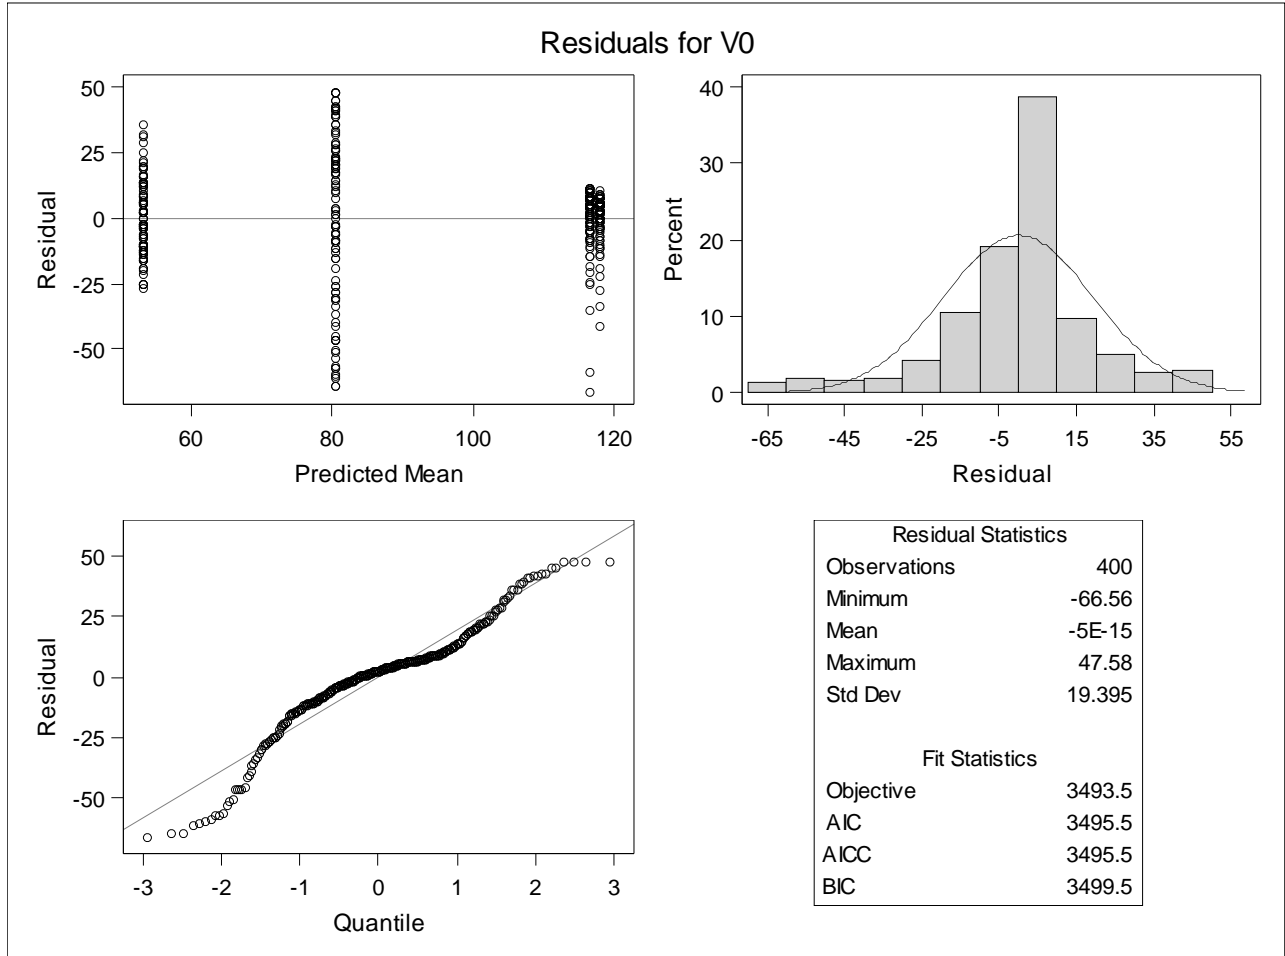 Residuals for V0
50
25
0
-25
-50
Residual
60 80 100 120
Predicted Mean
40
30
20
10
0
Percent
-65 -45 -25 -5 15 35 55
Residual
50
25
0
-25
-50
Residual
-3 -2 -1 0 1 2 3
Quantile
Residual Statistics
Observations 400
Minimum -66.56
Mean -5E-15
Maximum 47.58
Std Dev 19.395
Fit Statistics
Objective 3493.5
AIC 3495.5
AICC 3495.5
BIC 3499.5